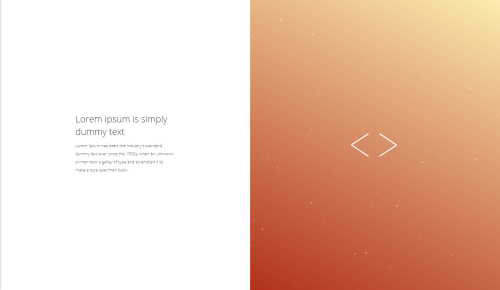 Lorem Ipsum is simply
dummy text
Lorem Ipsum has been the industry's standard
dummy text ever since the 1500s, when an unknown
printer took a galley of type and scrambled it to
make a type specimen book